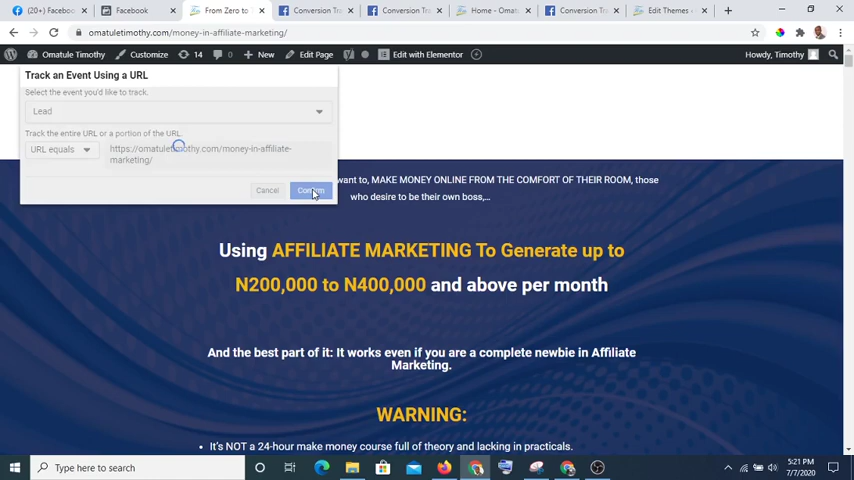 (20+) Facebook
Facebook
From Zero to
Conversion Tra
Conversion Tra
Home - Omat
Conversion Tra
Edit Themes ‹
omatuletimothy.com/money-in-affiliate-marketing/
Omatule Timothy
Customize
14
0
New
Edit Page
Edit with Elementor
Howdy, Timothy
Track an Event Using a URL
Select the event you'd like to track.
Lead
Track the entire URL or a portion of the URL.
URL equals
https://omatuletimothy.com/money-in-affiliate-
marketing/
Cancel
Confirm
want to, MAKE MONEY ONLINE FROM THE COMFORT OF THEIR ROOM, those
who desire to be their own boss,...
Using AFFILIATE MARKETING To Generate up to
N200,000 to N400,000 and above per month
And the best part of it: It works even if you are a complete newbie in Affiliate
Marketing.
WARNING:
• It's NOT a 24-hour make money course full of theory and lacking in practicals.
Type here to search
5:21 PM
7/7/2020